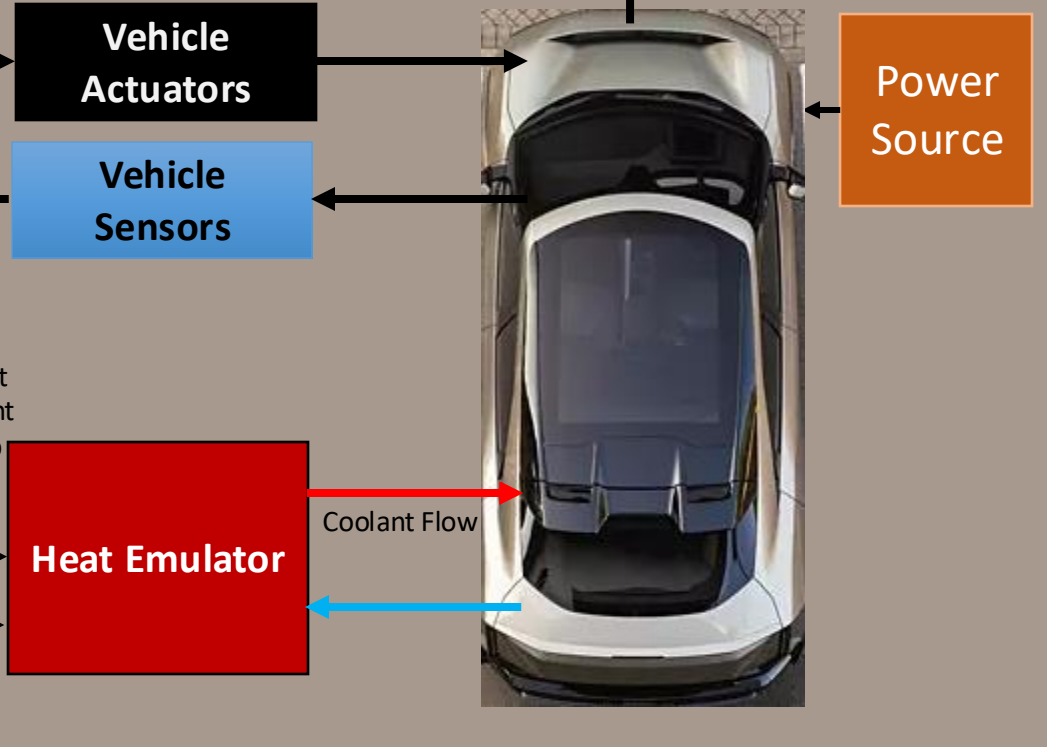 Vehicle
Actuators
Power
Source
Vehicle
Sensors
Coolant Flow
Heat Emulator